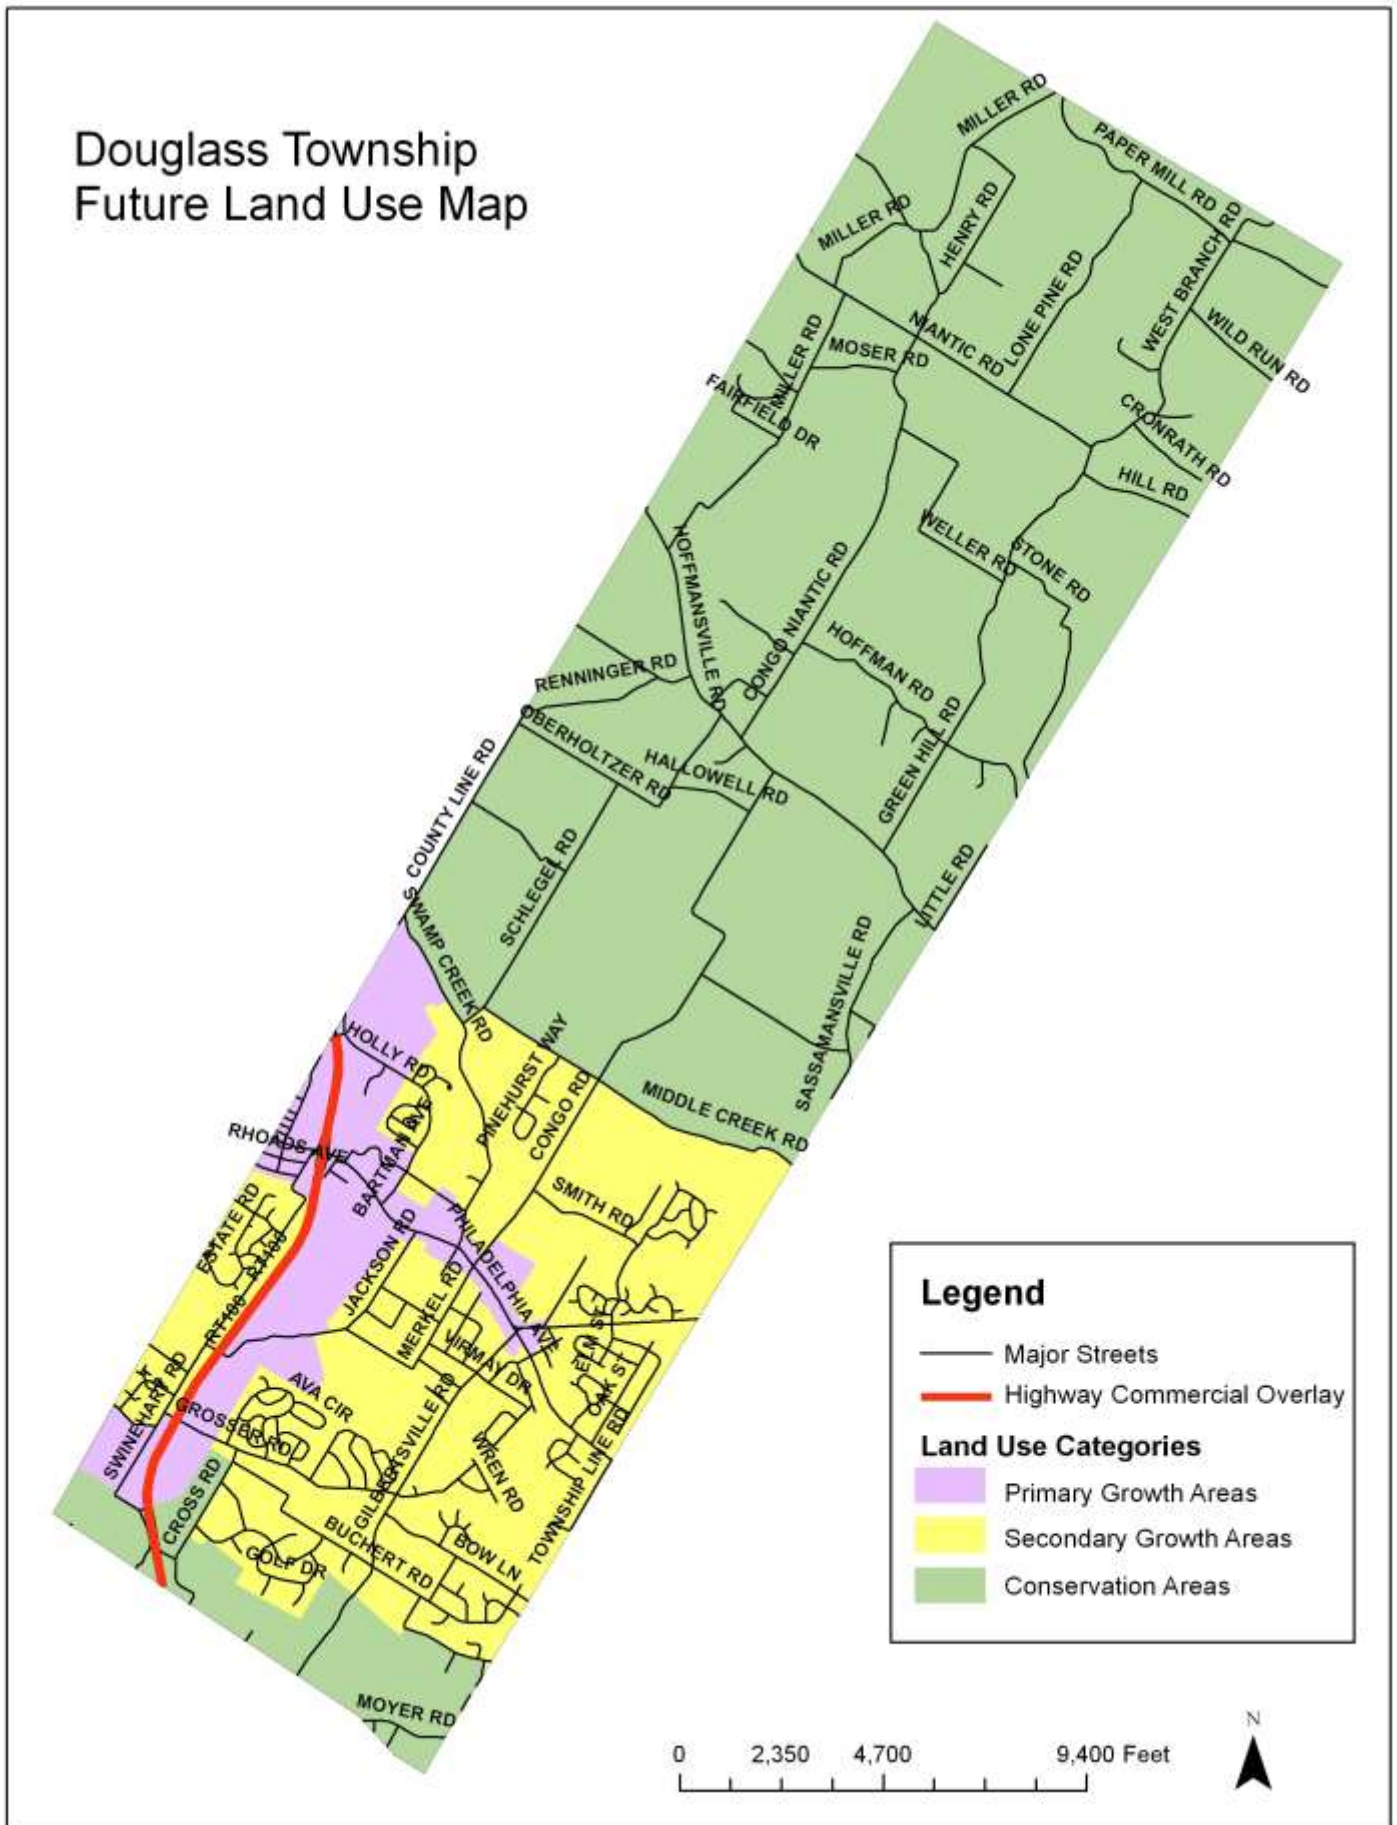 Douglass Township
Future Land Use Map
MILLER RD
PAPER MILL RD
MILLER RD
HENRY RD
WEST BRANCH RD
LONE PINE RD
WILD RUN RD
NIANTIC RD
MILLER RD
MOSER RD
FAIRFIELD DR
CRONRATH RD
HILL RD
WELLER RD
STONE RD
HOFFMANSVILLE RD
CONGO NIANTIC RD
HOFFMAN RD
RENNINGER RD
OBERHOLTZER RD
HALLOWELL RD
GREEN HILL RD
COUNTY LINE RD
SCHLEGEL RD
LITTLE RD
SWAMP CREEK RD
SASSAMANSVILLE RD
HOLLY RD
PINEHURST WAY
CONGO RD
MIDDLE CREEK RD
RHOADS AVE
BARTMAN AVE
SMITH RD
ESTATE RD
RT 100
RT 100
JACKSON RD
PHILADELPHIA AVE
MERKEL RD
VIRMAY DR
ELM ST
OAK ST
SWINEHART RD
AVA CIR
GROSSER RD
GILBERTSVILLE RD
WREN RD
TOWNSHIP LINE RD
CROSS RD
BUCHERT RD
BOW LN
GOLF DR
MOYER RD
Legend
Major Streets
Highway Commercial Overlay
Land Use Categories
Primary Growth Areas
Secondary Growth Areas
Conservation Areas
0 2,350 4,700 9,400 Feet
N